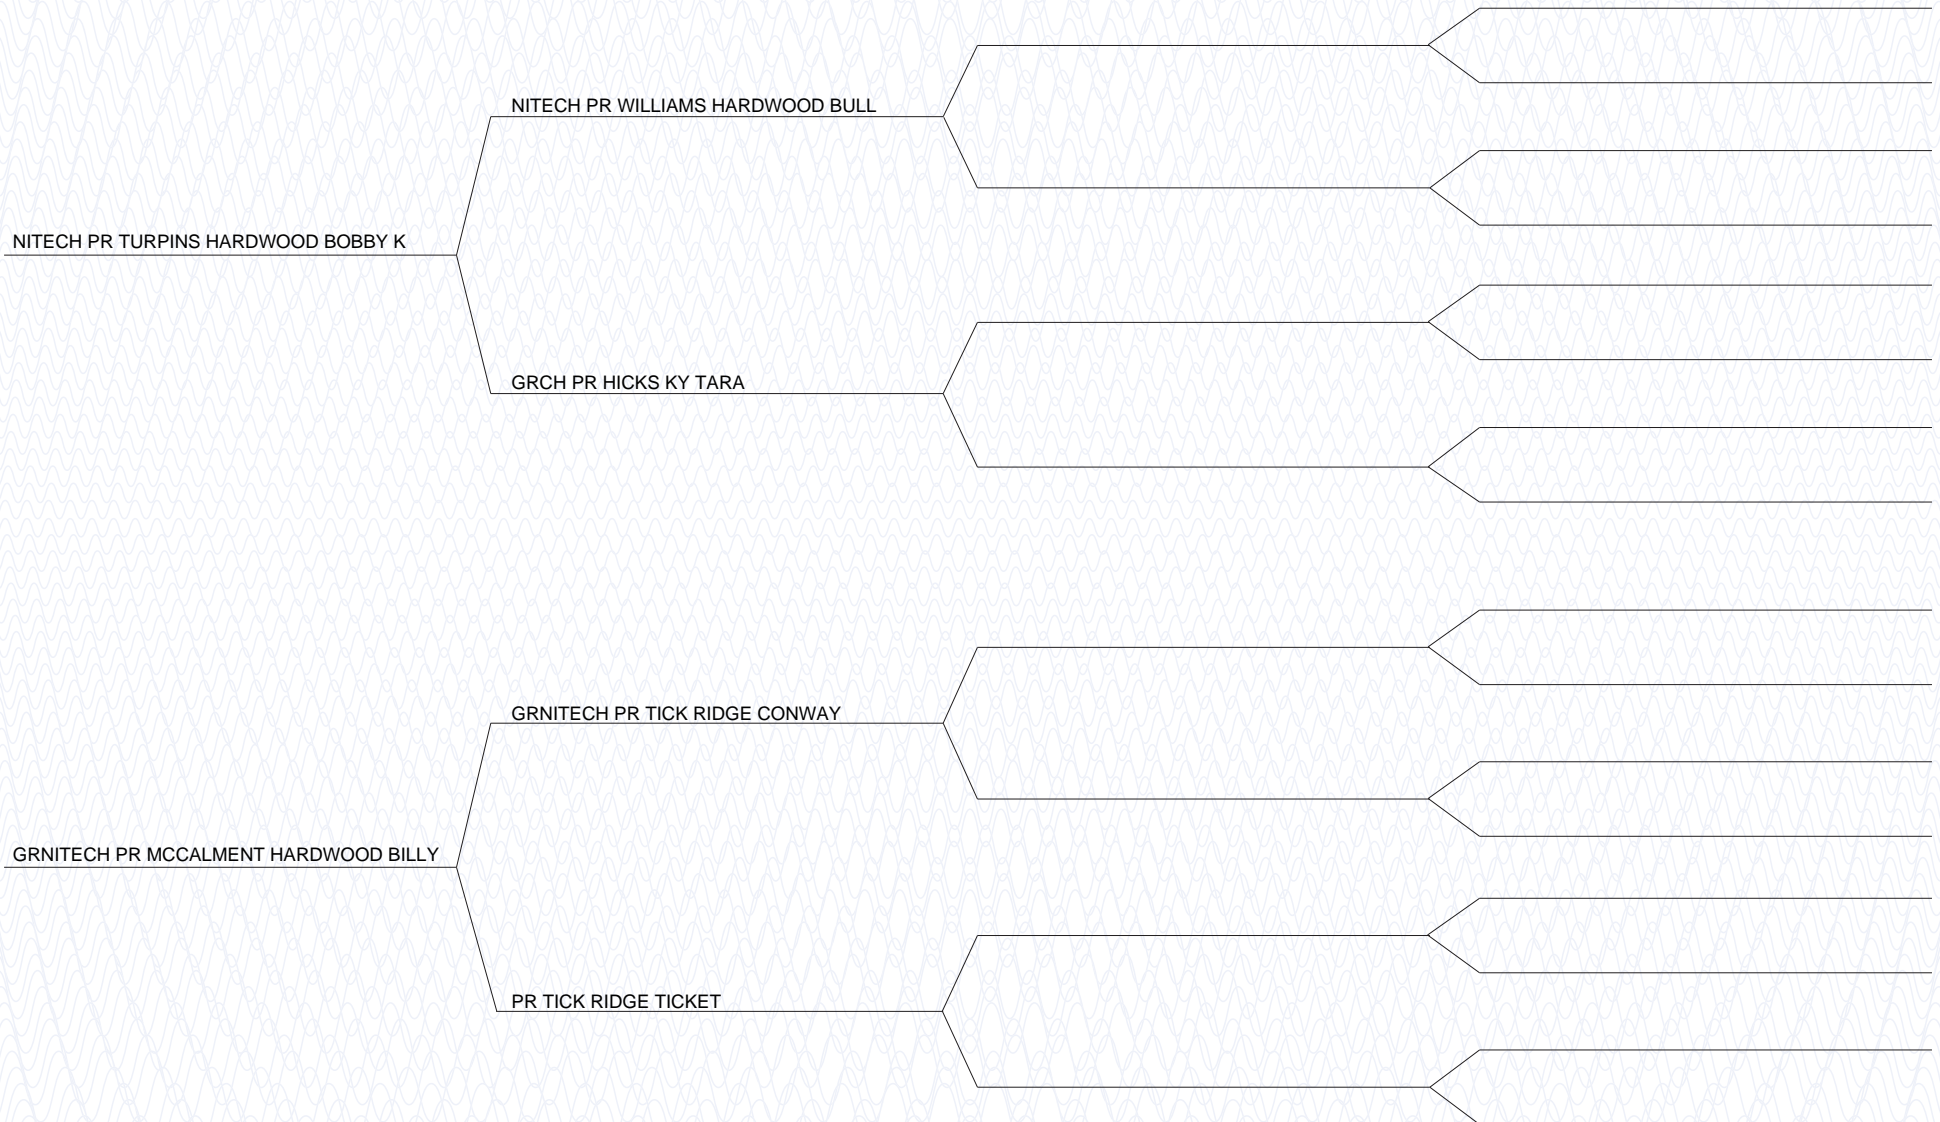 NITECH PR WILLIAMS HARDWOOD BULL
NITECH PR TURPINS HARDWOOD BOBBY K
GRCH PR HICKS KY TARA
GRNITECH PR TICK RIDGE CONWAY
GRNITECH PR MCCALMENT HARDWOOD BILLY
PR TICK RIDGE TICKET